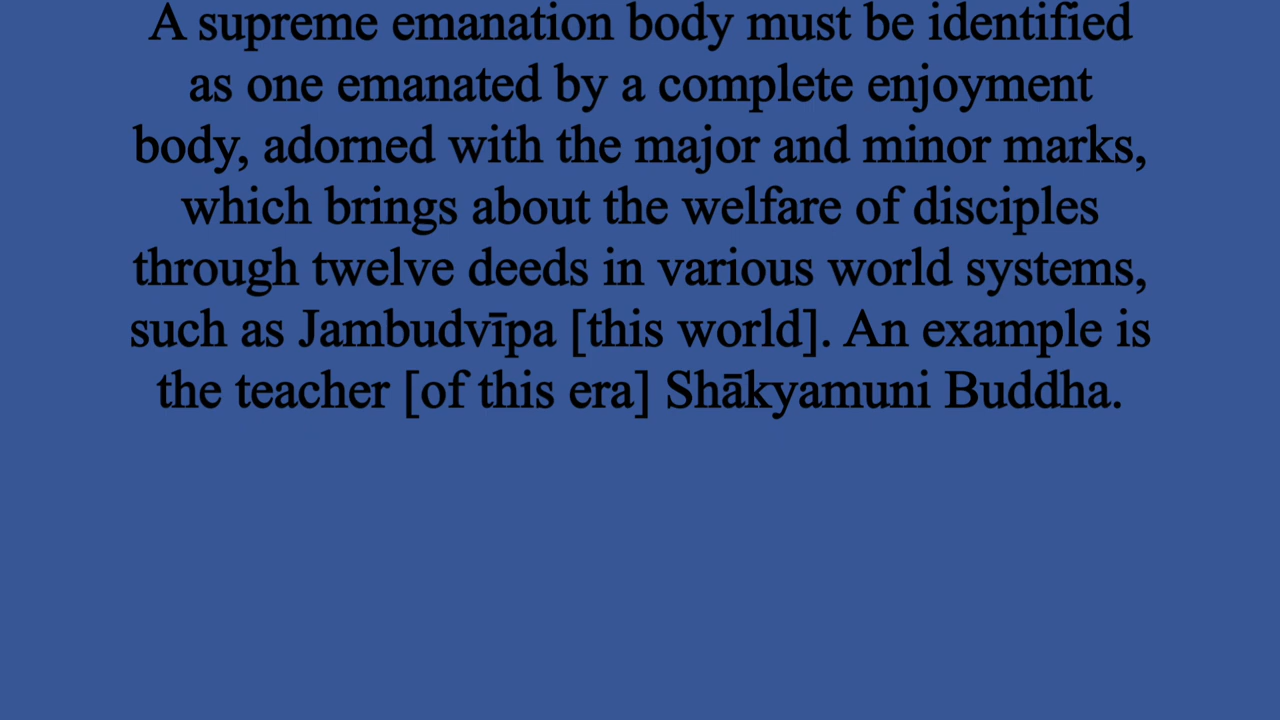 A supreme emanation body must be identified
as one emanated by a complete enjoyment
body, adorned with the major and minor marks,
which brings about the welfare of disciples
through twelve deeds in various world systems,
such as Jambudvīpa [this world]. An example is
the teacher [of this era] Shākyamuni Buddha.